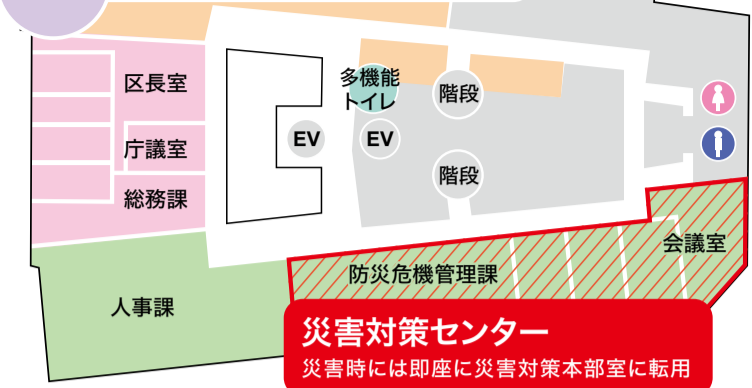 区長室
多機能
トイレ
階段
庁議室
EV
EV
階段
総務課
会議室
防災危機管理課
人事課
災害対策センター
災害時には即座に災害対策本部室に転用